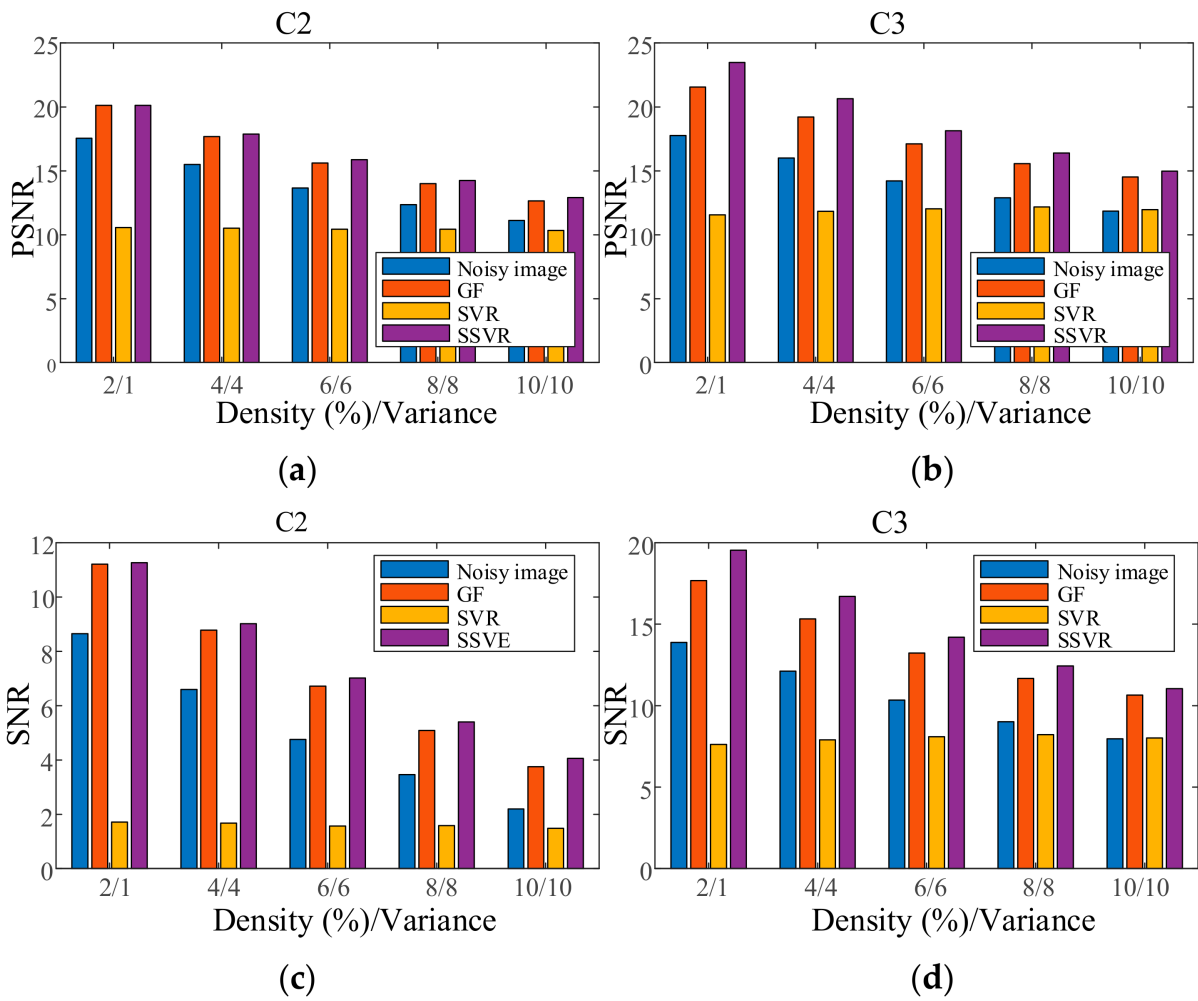 C2
25
20
15
10
5
0
PSNR
Noisy image
GF
SVR
SSVR
2/1 4/4 6/6 8/8 10/10
Density (%)/Variance
(a)
C3
25
20
15
10
5
0
PSNR
Noisy image
GF
SVR
SSVR
2/1 4/4 6/6 8/8 10/10
Density (%)/Variance
(b)
C2
12
10
8
6
4
2
0
SNR
Noisy image
GF
SVR
SSVE
2/1 4/4 6/6 8/8 10/10
Density (%)/Variance
(c)
C3
20
15
10
5
0
SNR
Noisy image
GF
SVR
SSVR
2/1 4/4 6/6 8/8 10/10
Density (%)/Variance
(d)